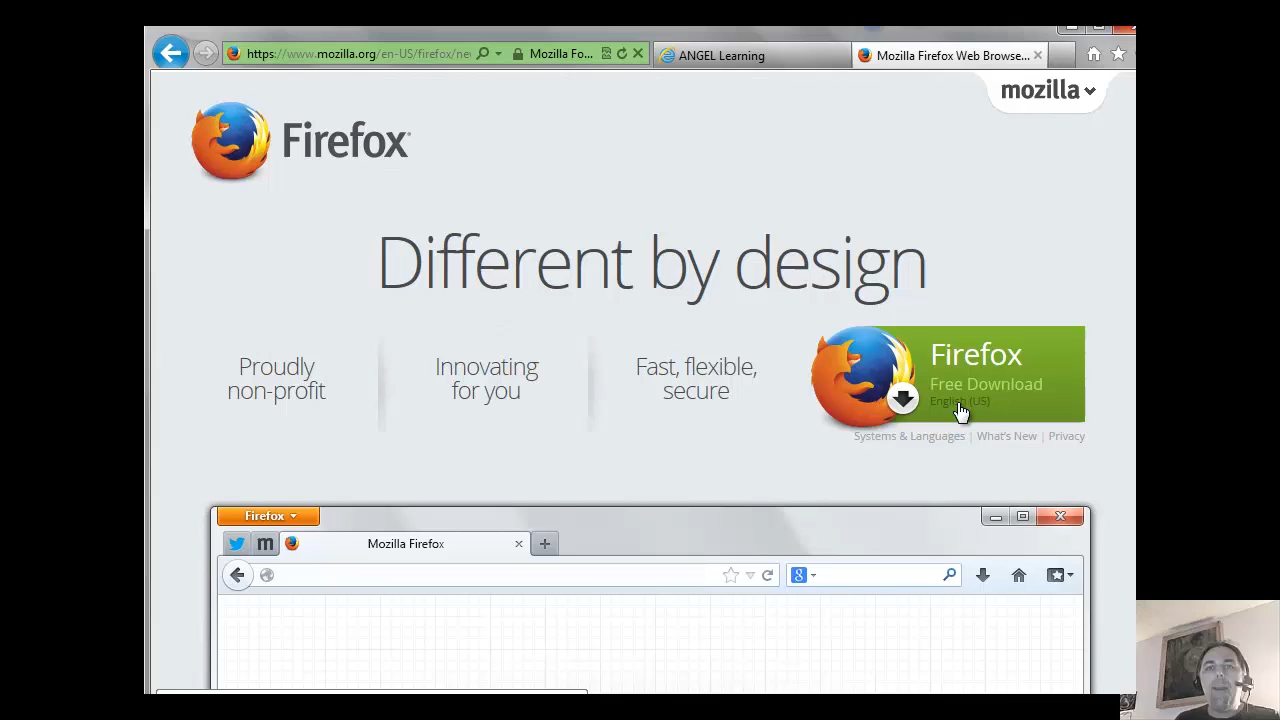 https://www.mozilla.org/en-US/firefox/ne
Mozilla Fo...
ANGEL Learning
Mozilla Firefox Web Browse...
mozilla
Firefox
Different by design
Proudly
non-profit
Innovating
for you
Fast, flexible,
secure
Firefox
Free Download
English (US)
Systems & Languages | What's New | Privacy
Firefox
m
Mozilla Firefox
8